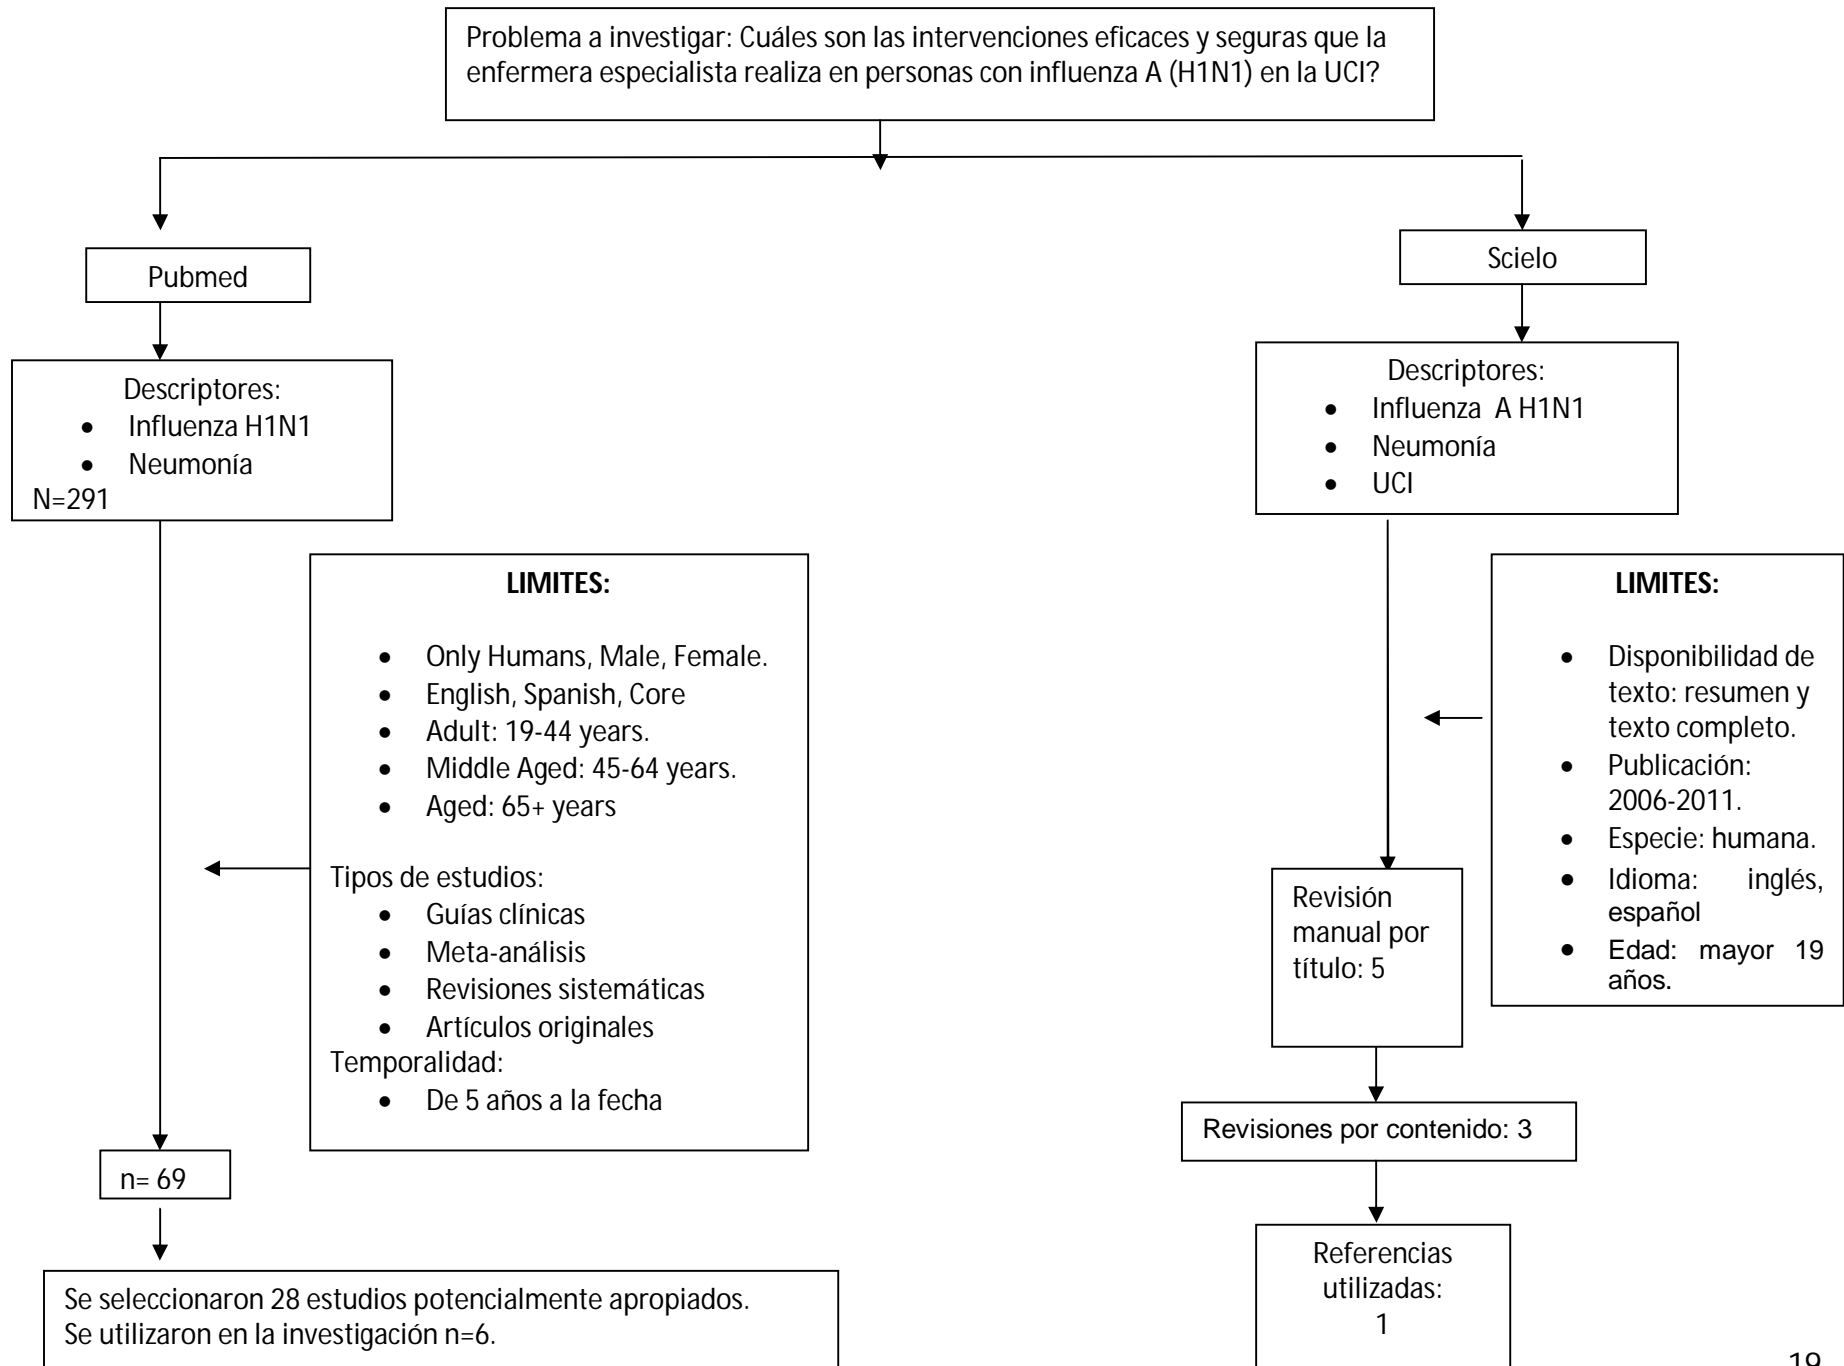 Problema a investigar: Cuáles son las intervenciones eficaces y seguras que la
enfermera especialista realiza en personas con influenza A (H1N1) en la UCI?
Pubmed
Descriptores:
• Influenza H1N1
• Neumonía
N=291
LIMITES:
• Only Humans, Male, Female.
• English, Spanish, Core
• Adult: 19-44 years.
• Middle Aged: 45-64 years.
• Aged: 65+ years
Tipos de estudios:
• Guías clínicas
• Meta-análisis
• Revisiones sistemáticas
• Artículos originales
Temporalidad:
• De 5 años a la fecha
n= 69
Se seleccionaron 28 estudios potencialmente apropiados.
Se utilizaron en la investigación n=6.
Scielo
Descriptores:
• Influenza A H1N1
• Neumonía
• UCI
LIMITES:
• Disponibilidad de
texto: resumen y
texto completo.
• Publicación:
2006-2011.
• Especie: humana.
• Idioma: inglés,
español
• Edad: mayor 19
años.
Revisión
manual por
título: 5
Revisiones por contenido: 3
Referencias
utilizadas:
1
19